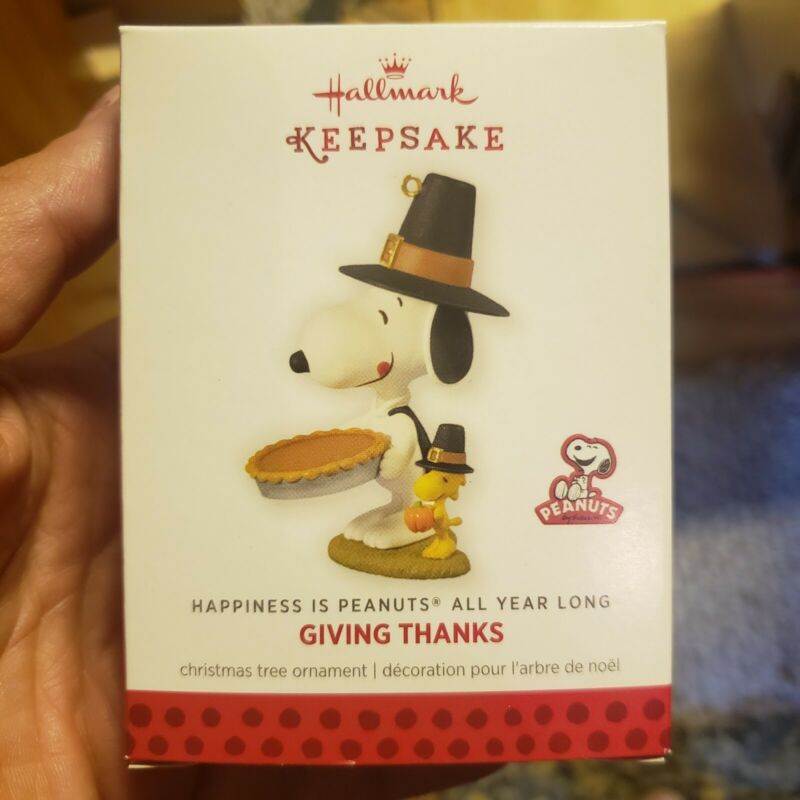 Hallmark
KEEPSAKE
PEANUTS
HAPPINESS IS PEANUTS® ALL YEAR LONG
GIVING THANKS
christmas tree ornament | décoration pour l'arbre de noël